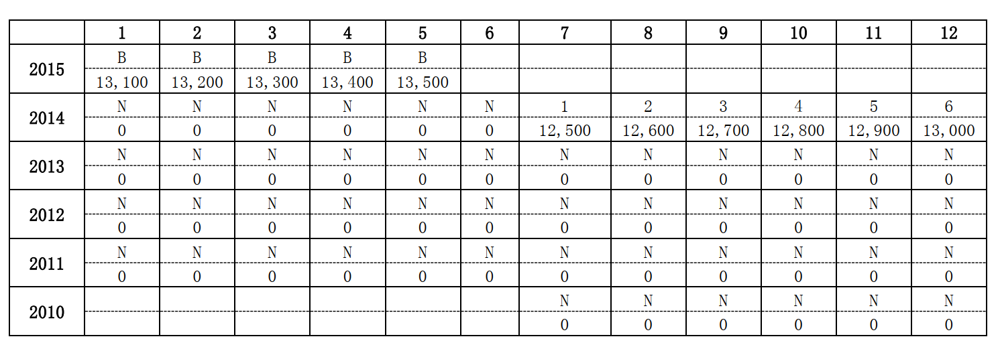 1 2 3 4 5 6 7 8 9 10 11 12
2015
B B B B B
13,100 13,200 13,300 13,400 13,500
2014
N N N N N N 1 2 3 4 5 6
0 0 0 0 0 0 12,500 12,600 12,700 12,800 12,900 13,000
2013
N N N N N N N N N N N N
0 0 0 0 0 0 0 0 0 0 0 0
2012
N N N N N N N N N N N N
0 0 0 0 0 0 0 0 0 0 0 0
2011
N N N N N N N N N N N N
0 0 0 0 0 0 0 0 0 0 0 0
2010
N N N N N N
0 0 0 0 0 0